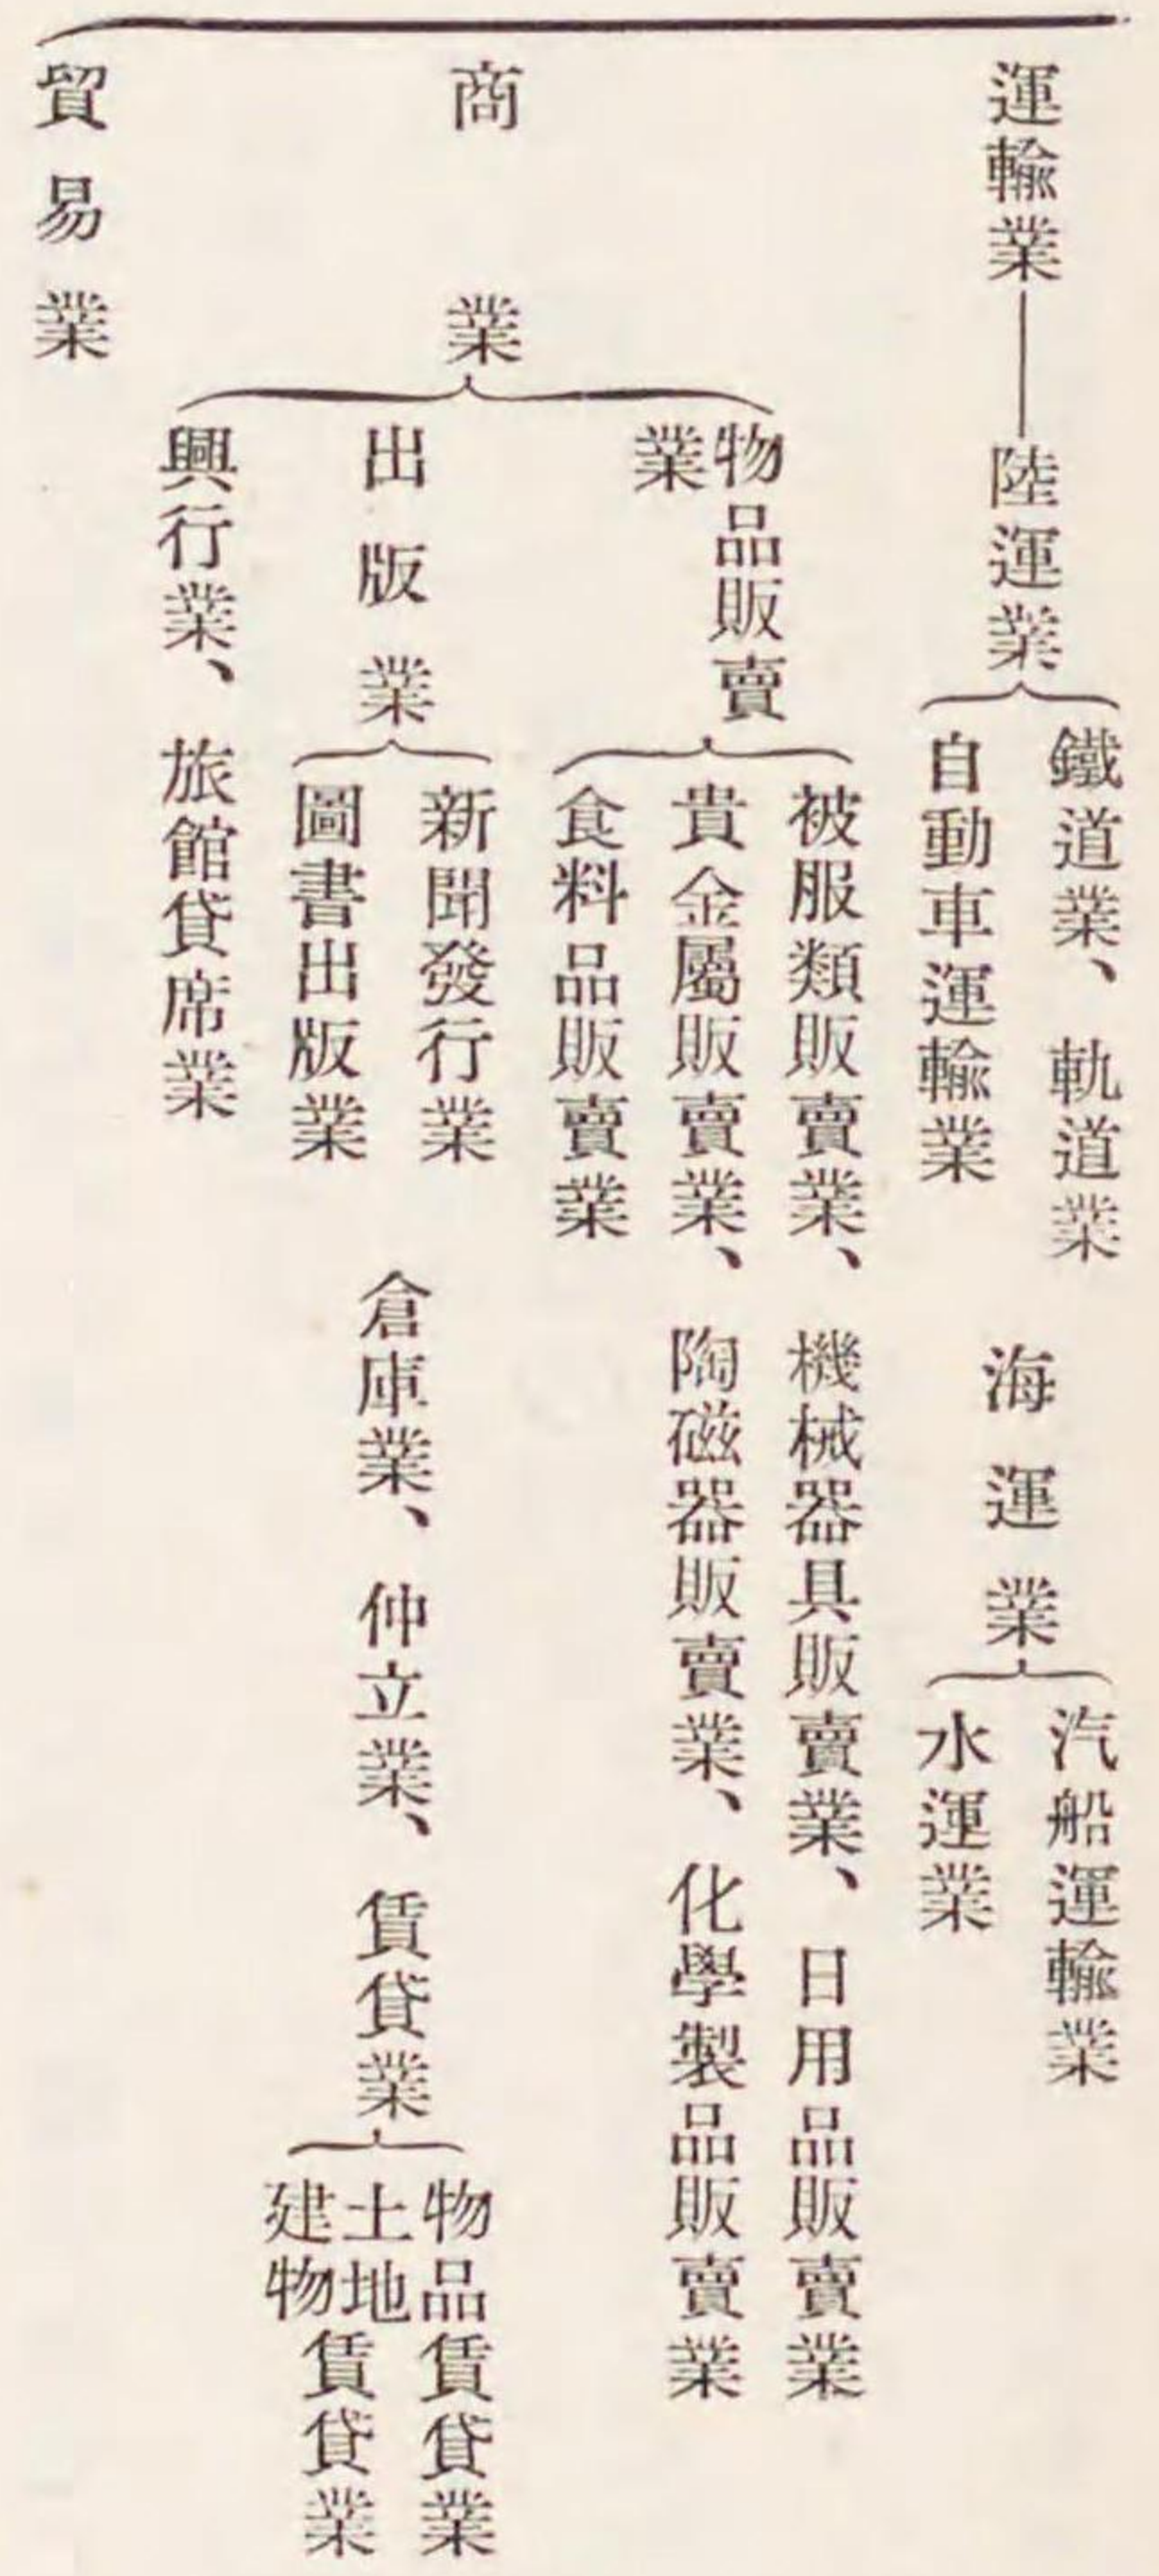 運輸業
陸運業
鐵道業、軌道業
自動車運輸業
海運業
汽船運輸業
水運業
商業
物品販賣
業
被服類販賣業、機械器具販賣業、日用品販賣業
貴金屬販賣業、陶磁器販賣業、化學製品販賣業
食料品販賣業
出版業
新聞發行業
圖書出版業
倉庫業、仲立業、賃貸業
物品賃貸業
土地
建物
賃貸業
興行業、旅館貸席業
貿易業